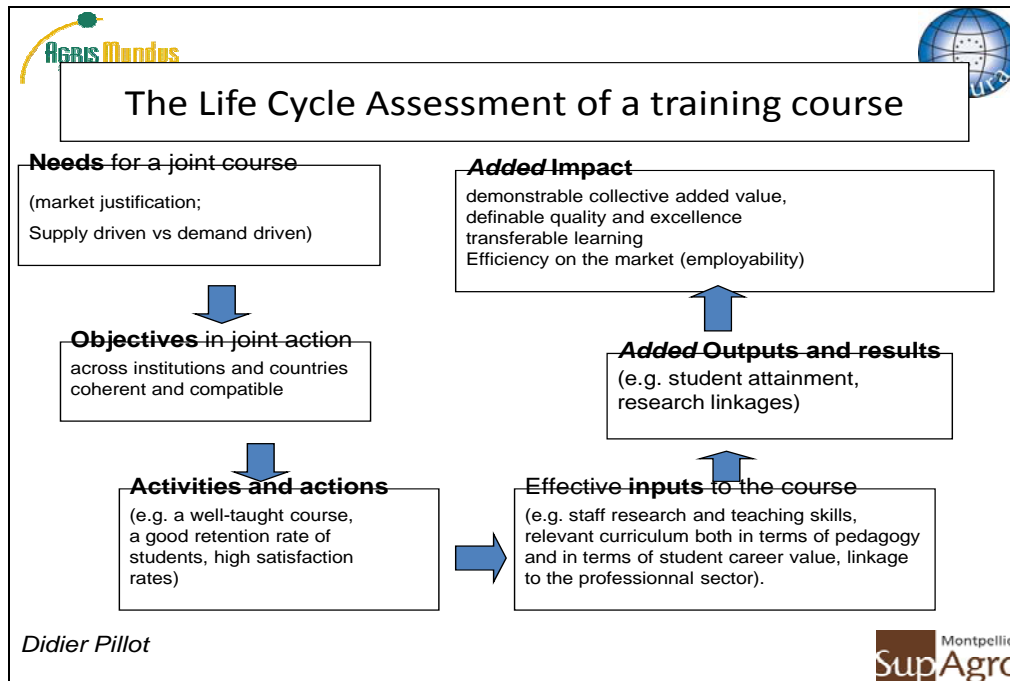 AGRIS Mundus
ura
The Life Cycle Assessment of a training course
Needs for a joint course
(market justification;
Supply driven vs demand driven)
Objectives in joint action
across institutions and countries
coherent and compatible
Activities and actions
(e.g. a well-taught course,
a good retention rate of
students, high satisfaction
rates)
Effective inputs to the course
(e.g. staff research and teaching skills,
relevant curriculum both in terms of pedagogy
and in terms of student career value, linkage
to the professionnal sector).
Added Outputs and results
(e.g. student attainment,
research linkages)
Added Impact
demonstrable collective added value,
definable quality and excellence
transferable learning
Efficiency on the market (employability)
Didier Pillot
Montpellie
SupAgro